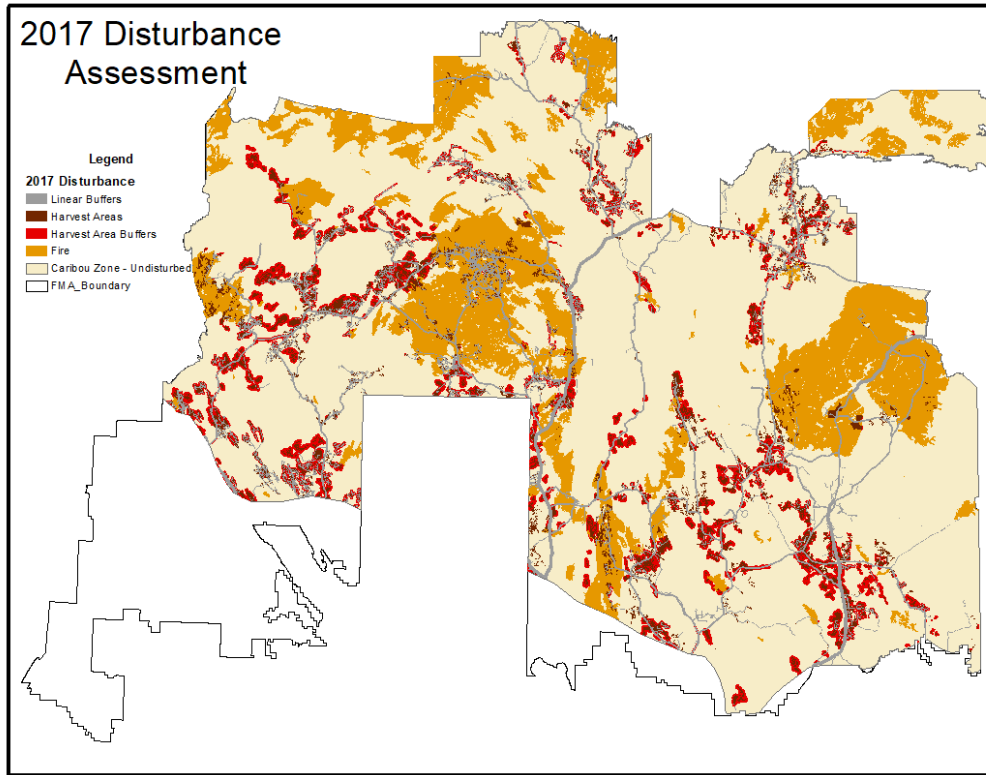 2017 Disturbance
Assessment
Legend
2017 Disturbance
Linear Buffers
Harvest Areas
Harvest Area Buffers
Fire
Caribou Zone - Undisturbed
FMA_Boundary